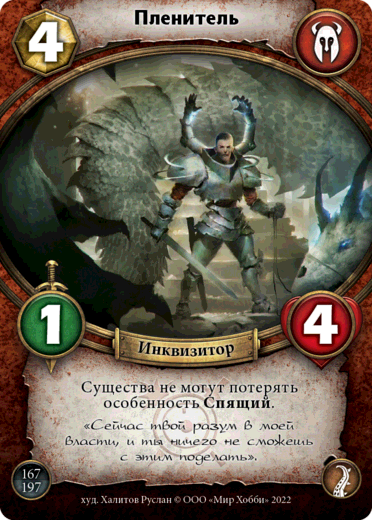 Пленитель
4
1
4
Инквизитор
Существа не могут потерять
особенность Спящий.
«Сейчас твой разум в моей
власти, и ты ничего не сможешь
с этим поделать».
167
197
худ. Халитов Руслан © ООО «Мир Хобби» 2022